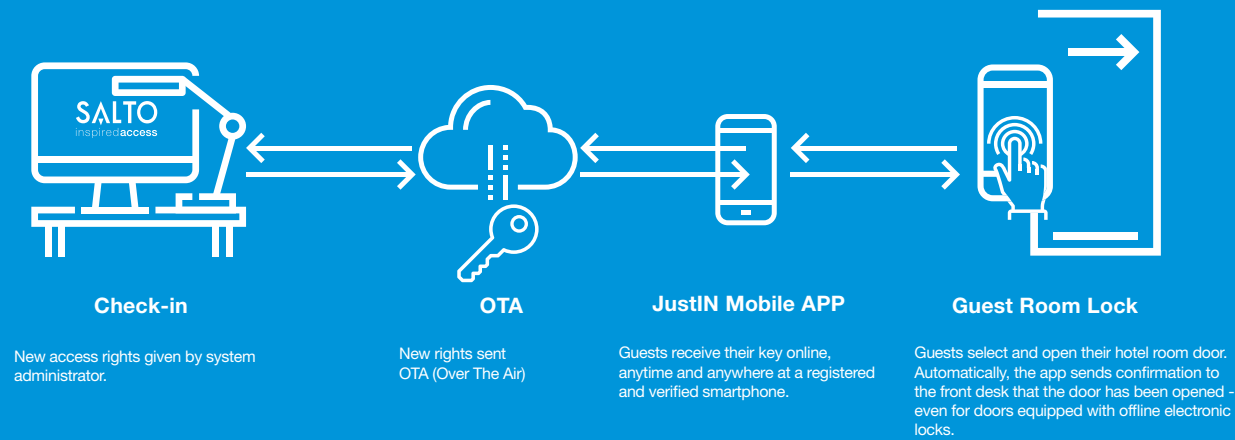 SALTO
inspiredaccess
Check-in
New access rights given by system
administrator.
OTA
New rights sent
OTA (Over The Air)
JustIN Mobile APP
Guests receive their key online,
anytime and anywhere at a registered
and verified smartphone.
Guest Room Lock
Guests select and open their hotel room door.
Automatically, the app sends confirmation to
the front desk that the door has been opened -
even for doors equipped with offline electronic
locks.